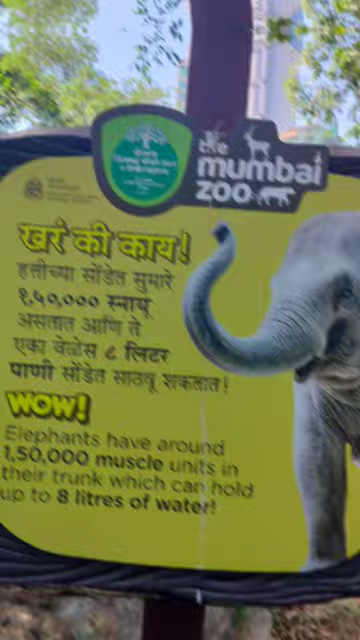 the
mumbai
zoo
खरं की काय!
हत्तीच्या सोंडेत सुमारे
१,५०,००० स्नायू
असतात आणि ते
एका वेळेस ८ लिटर
पाणी सोंडेत साठवू शकतात!
WOW!
Elephants have around
1,50,000 muscle units in
their trunk which can hold
up to 8 litres of water!